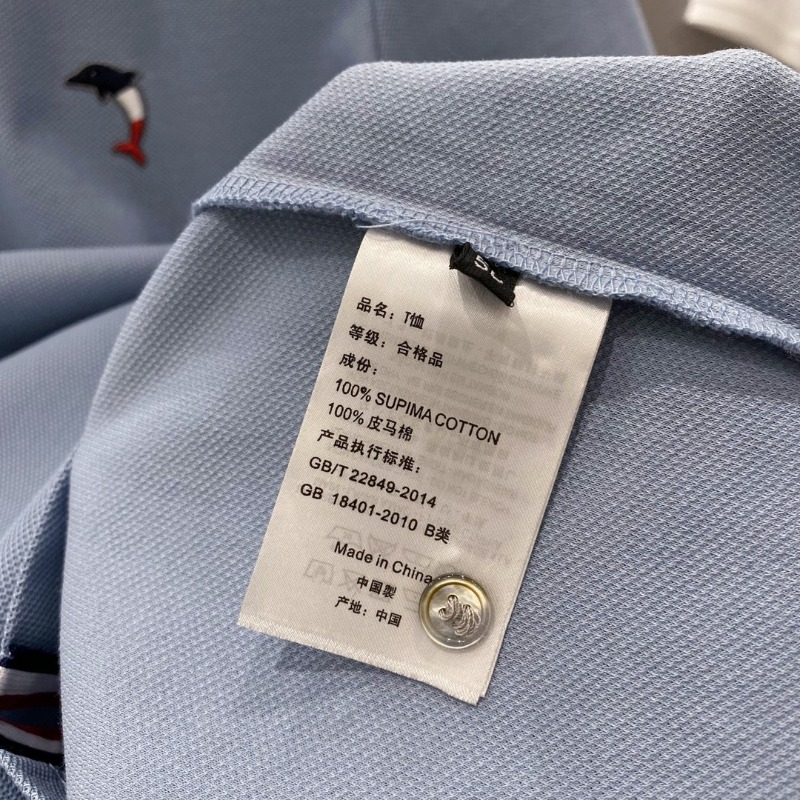 品名：T恤
等级：合格品
成份：
100% SUPIMA COTTON
100% 皮马棉
产品执行标准：
GB/T 22849-2014
GB 18401-2010 B类
Made in China
中国製
产地：中国